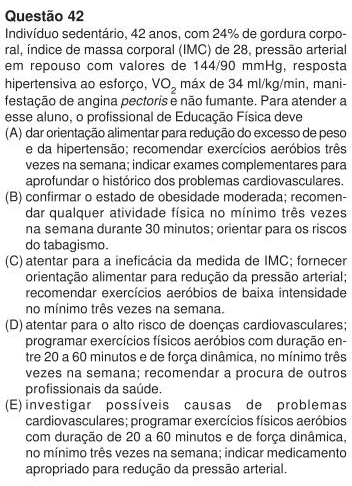 Questão 42
Indivíduo sedentário, 42 anos, com 24% de gordura corpo-
ral, índice de massa corporal (IMC) de 28, pressão arterial
em repouso com valores de 144/90 mmHg, resposta
hipertensiva ao esforço, VO2 máx de 34 ml/kg/min, mani-
festação de angina pectoris e não fumante. Para atender a
esse aluno, o profissional de Educação Física deve
(A) dar orientação alimentar para redução do excesso de peso
e da hipertensão; recomendar exercícios aeróbios três
vezes na semana; indicar exames complementares para
aprofundar o histórico dos problemas cardiovasculares.
(B) confirmar o estado de obesidade moderada; recomen-
dar qualquer atividade física no mínimo três vezes
na semana durante 30 minutos; orientar para os riscos
do tabagismo.
(C) atentar para a ineficácia da medida de IMC; fornecer
orientação alimentar para redução da pressão arterial;
recomendar exercícios aeróbios de baixa intensidade
no mínimo três vezes na semana.
(D) atentar para o alto risco de doenças cardiovasculares;
programar exercícios físicos aeróbios com duração en-
tre 20 a 60 minutos e de força dinâmica, no mínimo três
vezes na semana; recomendar a procura de outros
profissionais da saúde.
(E) investigar possíveis causas de problemas
cardiovasculares; programar exercícios físicos aeróbios
com duração de 20 a 60 minutos e de força dinâmica,
no mínimo três vezes na semana; indicar medicamento
apropriado para redução da pressão arterial.